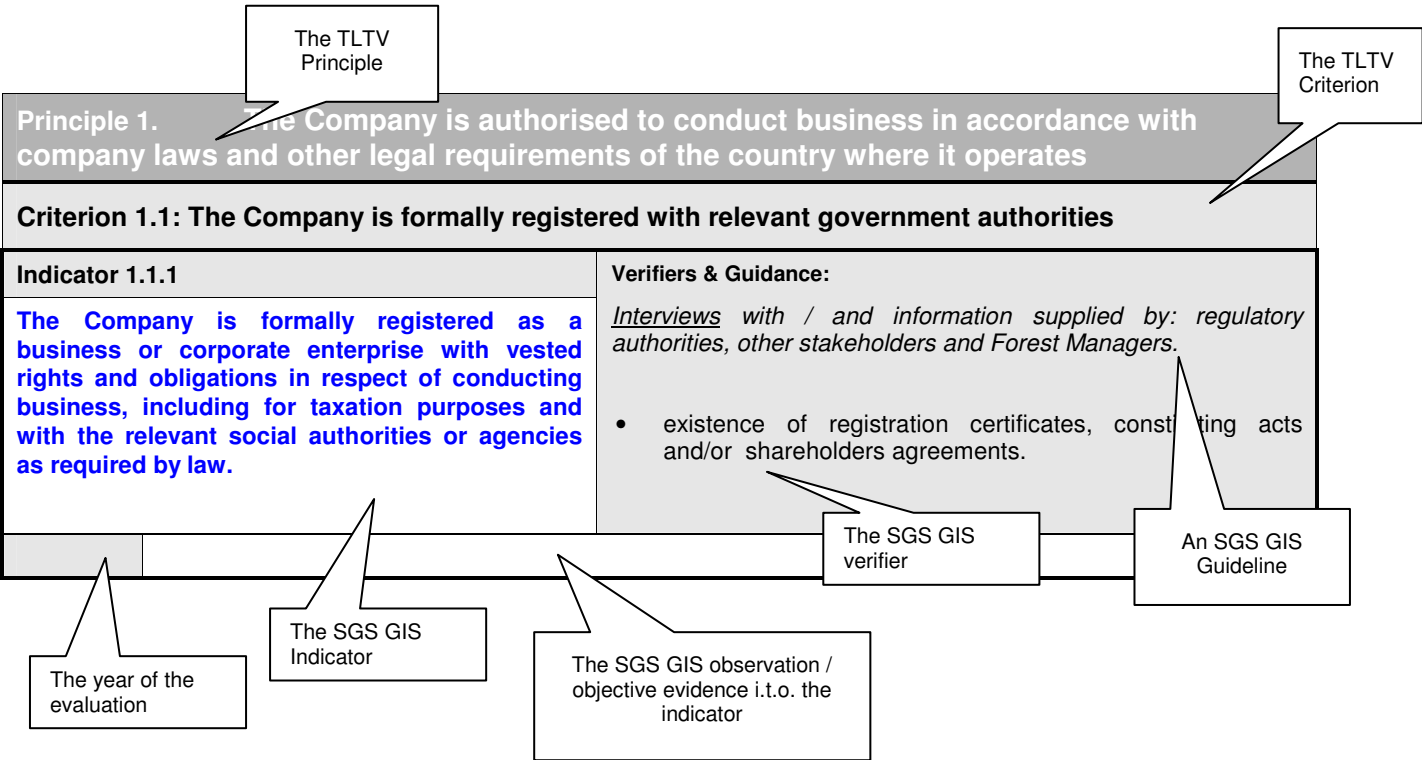 The TLTV
Principle
The TLTV
Criterion
Principle 1. The Company is authorised to conduct business in accordance with
company laws and other legal requirements of the country where it operates
Criterion 1.1: The Company is formally registered with relevant government authorities
Indicator 1.1.1
The Company is formally registered as a
business or corporate enterprise with vested
rights and obligations in respect of conducting
business, including for taxation purposes and
with the relevant social authorities or agencies
as required by law.
Verifiers & Guidance:
Interviews with / and information supplied by: regulatory
authorities, other stakeholders and Forest Managers.
• existence of registration certificates, constituting acts
and/or shareholders agreements.
The SGS GIS
verifier
An SGS GIS
Guideline
The SGS GIS
Indicator
The SGS GIS observation /
objective evidence i.t.o. the
indicator
The year of the
evaluation